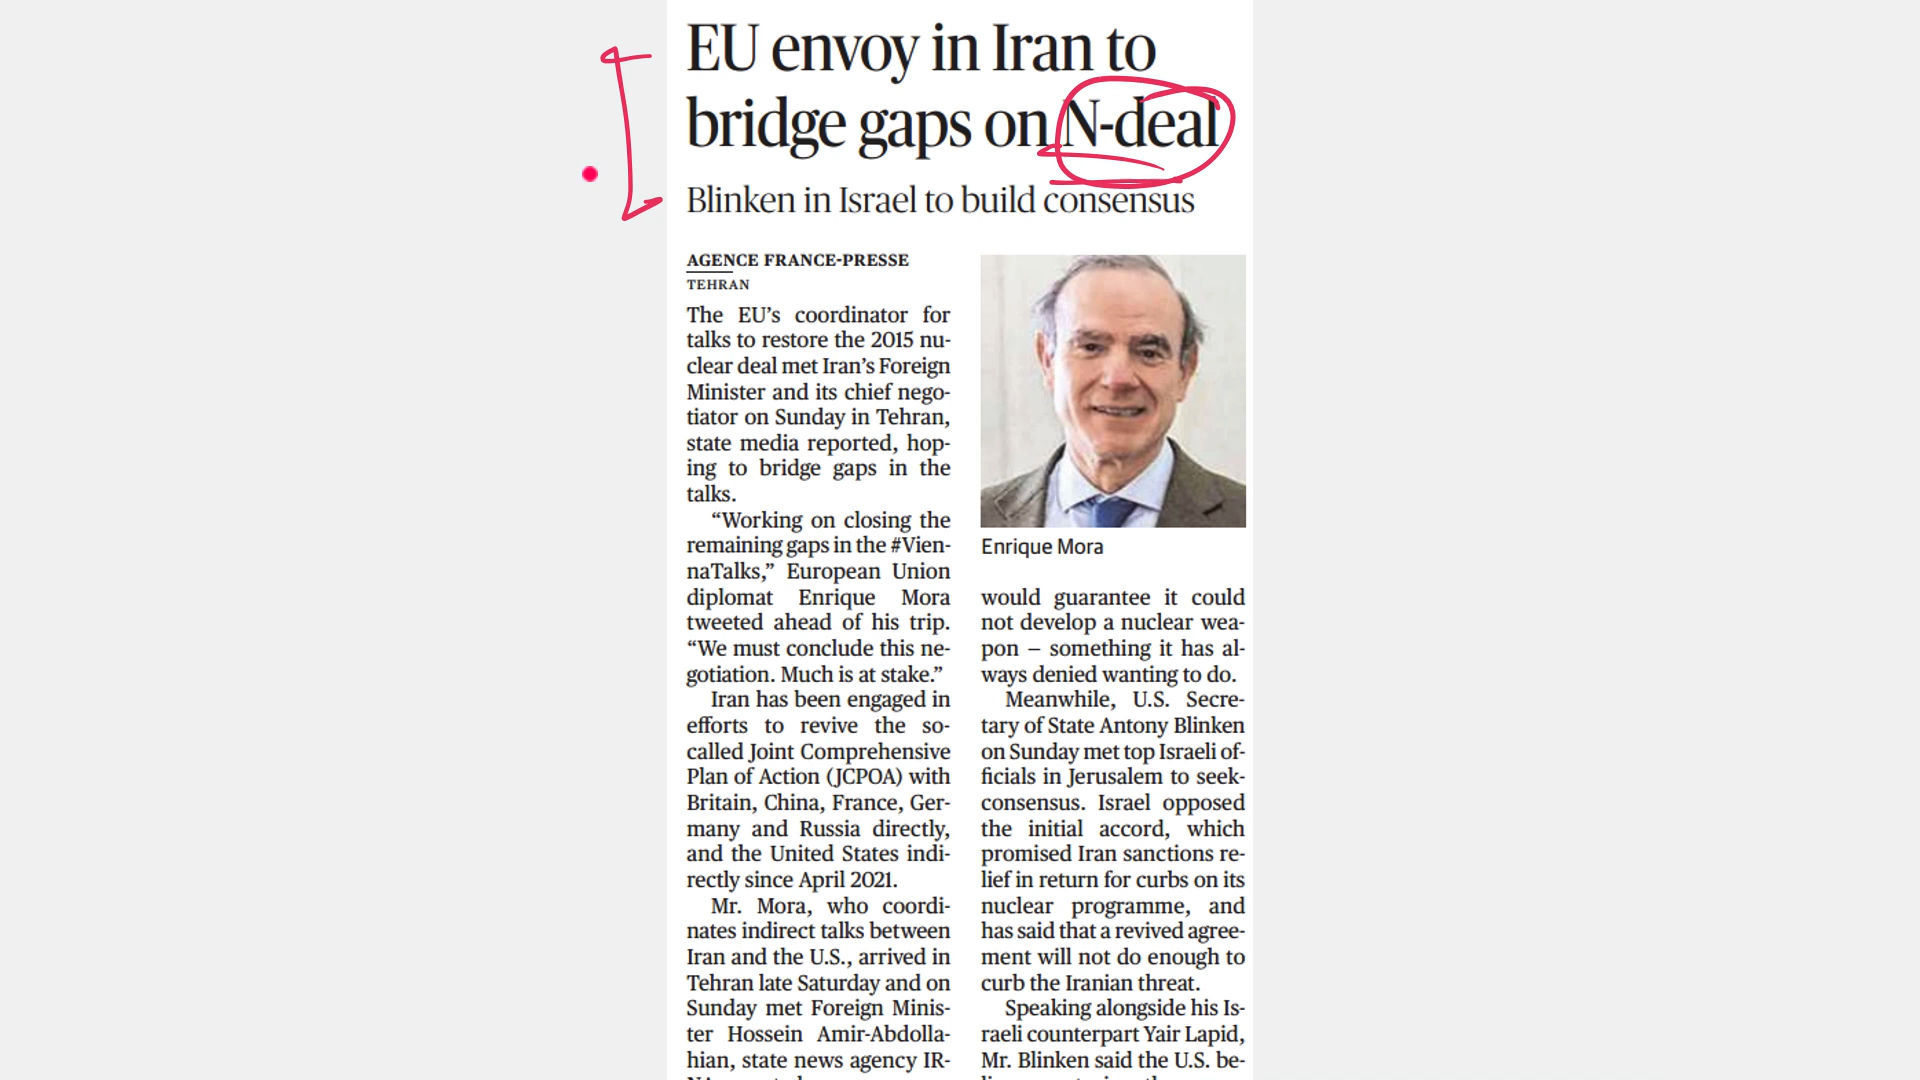 EU envoy in Iran to
bridge gaps on N-deal
Blinken in Israel to build consensus
AGENCE FRANCE-PRESSE
TEHRAN
The EU's coordinator for
talks to restore the 2015 nu-
clear deal met Iran's Foreign
Minister and its chief nego-
tiator on Sunday in Tehran,
state media reported, hop-
ing to bridge gaps in the
talks.
“Working on closing the
remaining gaps in the #Vien-
naTalks,” European Union
diplomat Enrique Mora
tweeted ahead of his trip.
“We must conclude this ne-
gotiation. Much is at stake.”
Iran has been engaged in
efforts to revive the so-
called Joint Comprehensive
Plan of Action (JCPOA) with
Britain, China, France, Ger-
many and Russia directly,
and the United States indi-
rectly since April 2021.
Mr. Mora, who coordi-
nates indirect talks between
Iran and the U.S., arrived in
Tehran late Saturday and on
Sunday met Foreign Minis-
ter Hossein Amir-Abdolla-
hian, state news agency IR-
Enrique Mora
would guarantee it could
not develop a nuclear wea-
pon – something it has al-
ways denied wanting to do.
Meanwhile, U.S. Secre-
tary of State Antony Blinken
on Sunday met top Israeli of-
ficials in Jerusalem to seek-
consensus. Israel opposed
the initial accord, which
promised Iran sanctions re-
lief in return for curbs on its
nuclear programme, and
has said that a revived agree-
ment will not do enough to
curb the Iranian threat.
Speaking alongside his Is-
raeli counterpart Yair Lapid,
Mr. Blinken said the U.S. be-